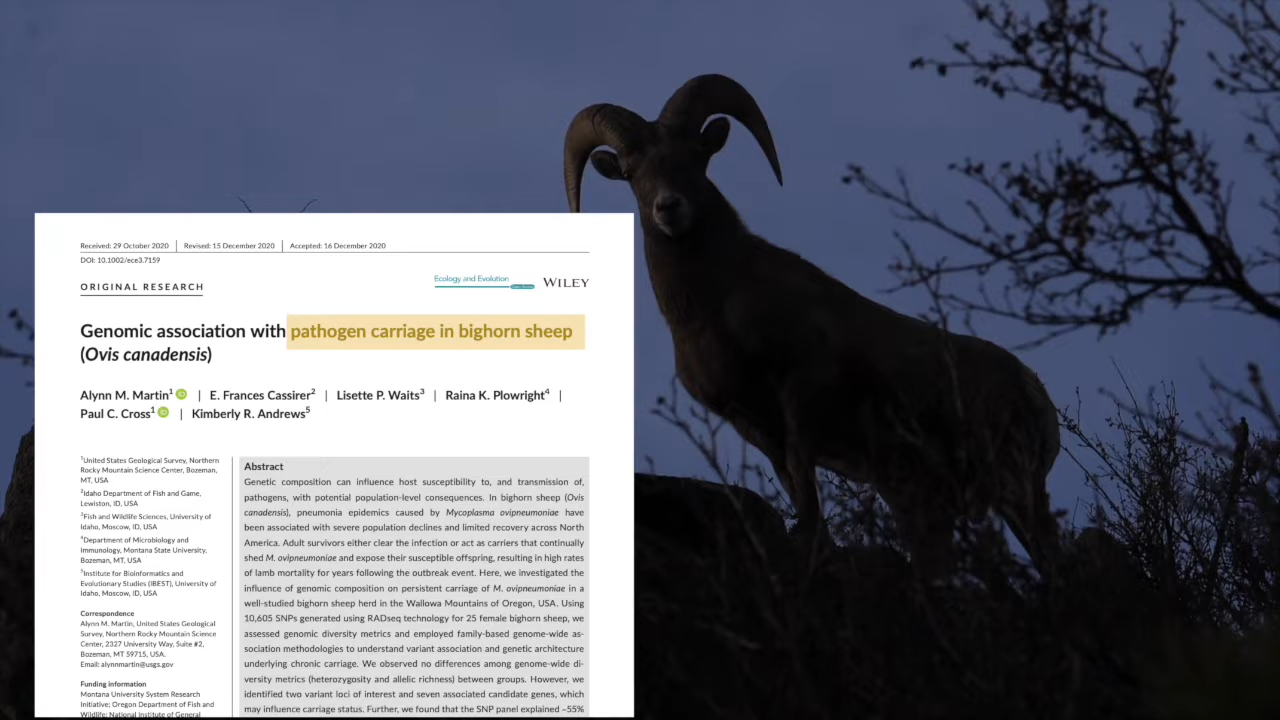 Received: 29 October 2020 | Revised: 15 December 2020 | Accepted: 16 December 2020
DOI: 10.1002/ece3.7159
ORIGINAL RESEARCH
Ecology and Evolution
WILEY
Genomic association with pathogen carriage in bighorn sheep
(Ovis canadensis)
Alynn M. Martin1 | E. Frances Cassirer2 | Lisette P. Waits3 | Raina K. Plowright4 |
Paul C. Cross1 | Kimberly R. Andrews5
1United States Geological Survey, Northern
Rocky Mountain Science Center, Bozeman,
MT, USA
2Idaho Department of Fish and Game,
Lewiston, ID, USA
3Fish and Wildlife Sciences, University of
Idaho, Moscow, ID, USA
4Department of Microbiology and
Immunology, Montana State University,
Bozeman, MT, USA
5Institute for Bioinformatics and
Evolutionary Studies (IBEST), University of
Idaho, Moscow, ID, USA
Correspondence
Alynn M. Martin, United States Geological
Survey, Northern Rocky Mountain Science
Center, 2327 University Way, Suite #2,
Bozeman, MT 59715, USA.
Email: alynnmartin@usgs.gov
Funding information
Montana University System Research
Initiative; Oregon Department of Fish and
Wildlife; National Institute of General
Abstract
Genetic composition can influence host susceptibility to, and transmission of,
pathogens, with potential population-level consequences. In bighorn sheep (Ovis
canadensis), pneumonia epidemics caused by Mycoplasma ovipneumoniae have
been associated with severe population declines and limited recovery across North
America. Adult survivors either clear the infection or act as carriers that continually
shed M. ovipneumoniae and expose their susceptible offspring, resulting in high rates
of lamb mortality for years following the outbreak event. Here, we investigated the
influence of genomic composition on persistent carriage of M. ovipneumoniae in a
well-studied bighorn sheep herd in the Wallowa Mountains of Oregon, USA. Using
10,605 SNPs generated using RADseq technology for 25 female bighorn sheep, we
assessed genomic diversity metrics and employed family-based genome-wide as-
sociation methodologies to understand variant association and genetic architecture
underlying chronic carriage. We observed no differences among genome-wide di-
versity metrics (heterozygosity and allelic richness) between groups. However, we
identified two variant loci of interest and seven associated candidate genes, which
may influence carriage status. Further, we found that the SNP panel explained ~55%